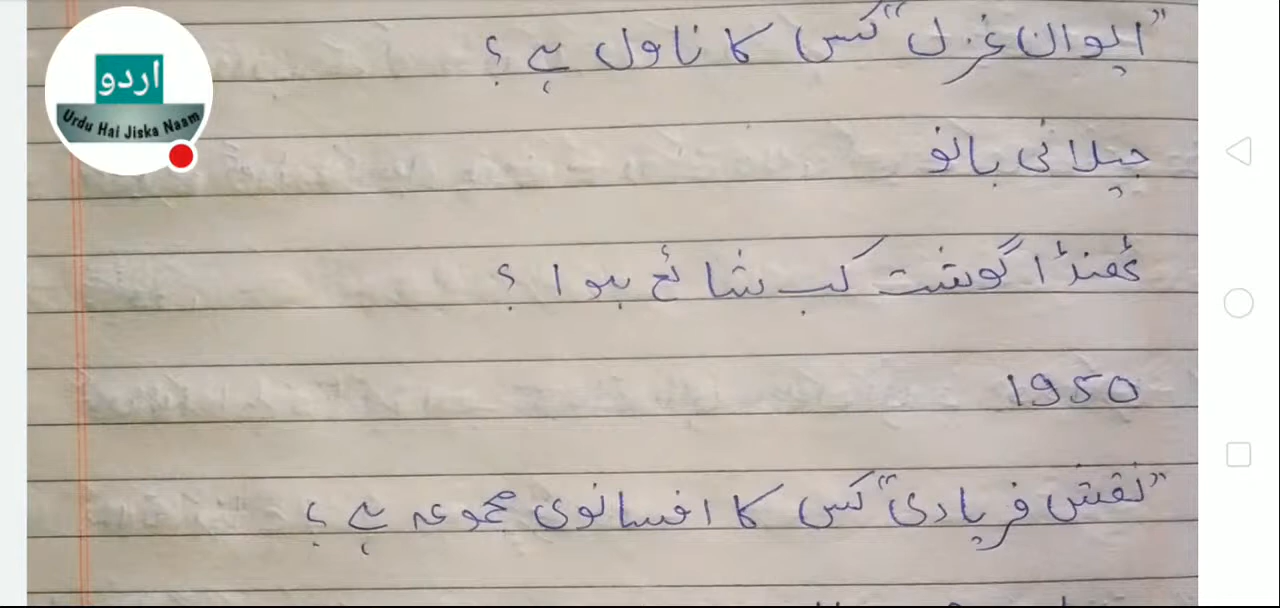 اردو
Urdu Hai Jiska Naam
"ایوان غزل" کس کا ناول ہے؟
جیلانی بانو
ٹھنڈا گوشت کب شائع ہوا؟
1950
"نقش فریادی" کس کا افسانوی مجموعہ ہے؟